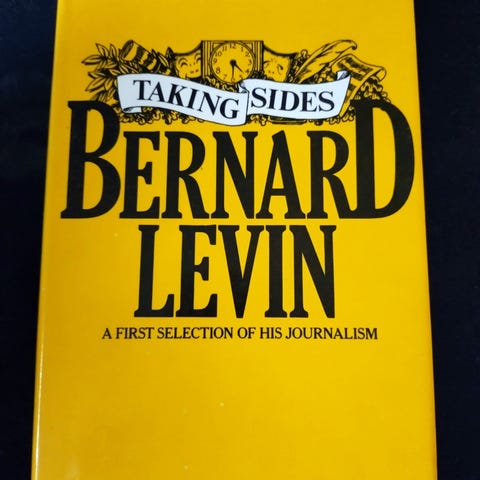 TAKING SIDES
BERNARD
LEVIN
A FIRST SELECTION OF HIS JOURNALISM